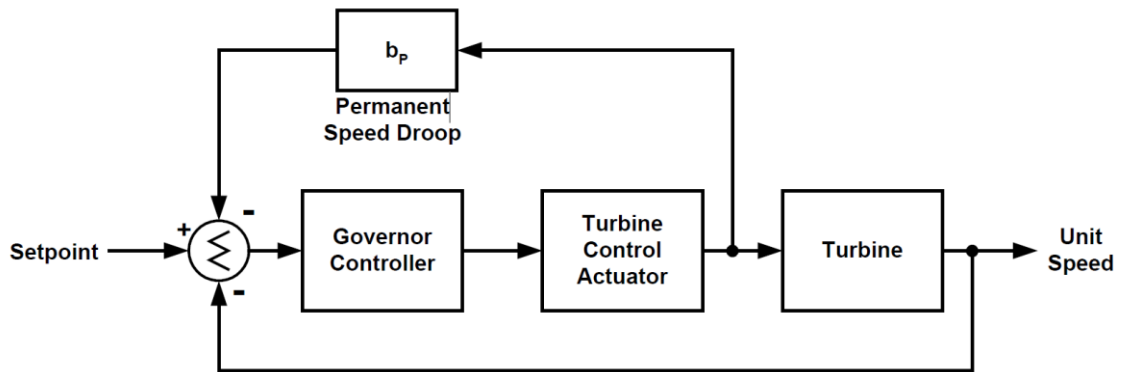 bP
Permanent
Speed Droop
-
+
Setpoint
Governor
Controller
Turbine
Control
Actuator
Turbine
Unit
Speed
-